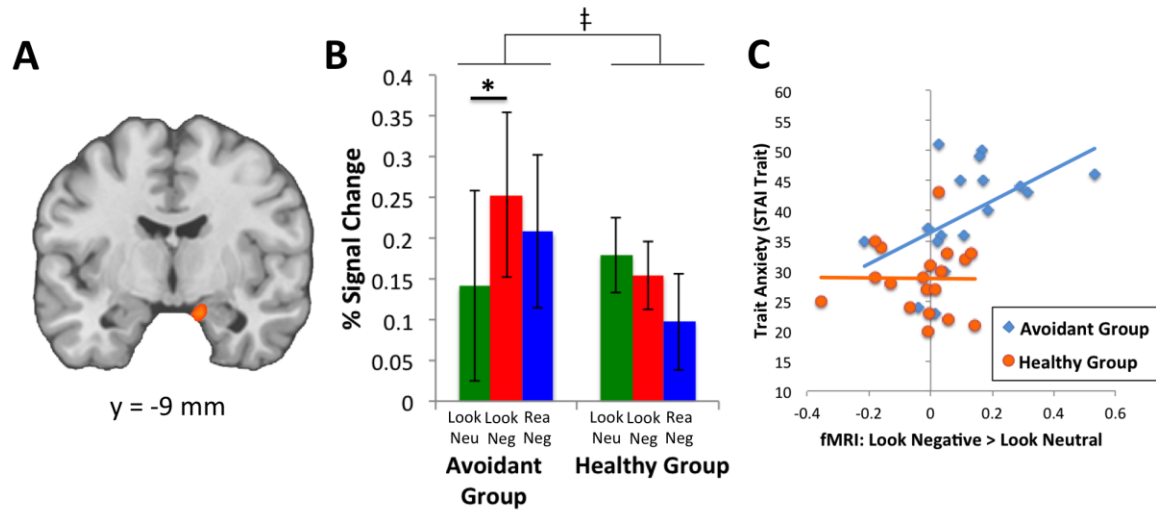 A
y = -9 mm
B
‡
*
% Signal Change
0.4
0.35
0.3
0.25
0.2
0.15
0.1
0.05
0
Look Look Rea
Neu Neg Neg
Look Look Rea
Neu Neg Neg
Avoidant
Group
Healthy Group
C
Trait Anxiety (STAI Trait)
60
55
50
45
40
35
30
25
20
15
10
-0.4 -0.2 0 0.2 0.4 0.6
fMRI: Look Negative > Look Neutral
Avoidant Group
Healthy Group